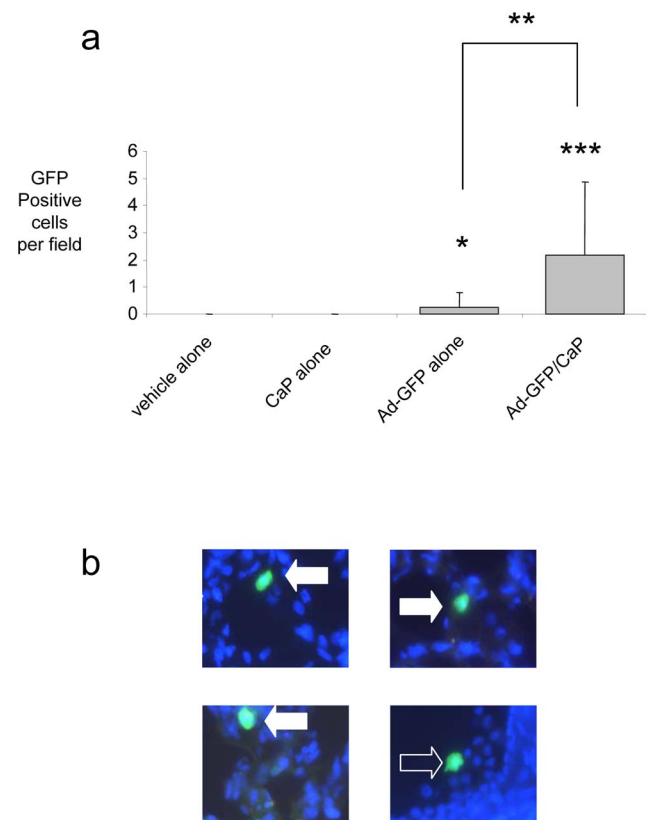 a
**
***
*
GFP
Positive
cells
per field
6
5
4
3
2
1
0
vehicle alone
CaP alone
Ad-GFP alone
Ad-GFP/CaP
b